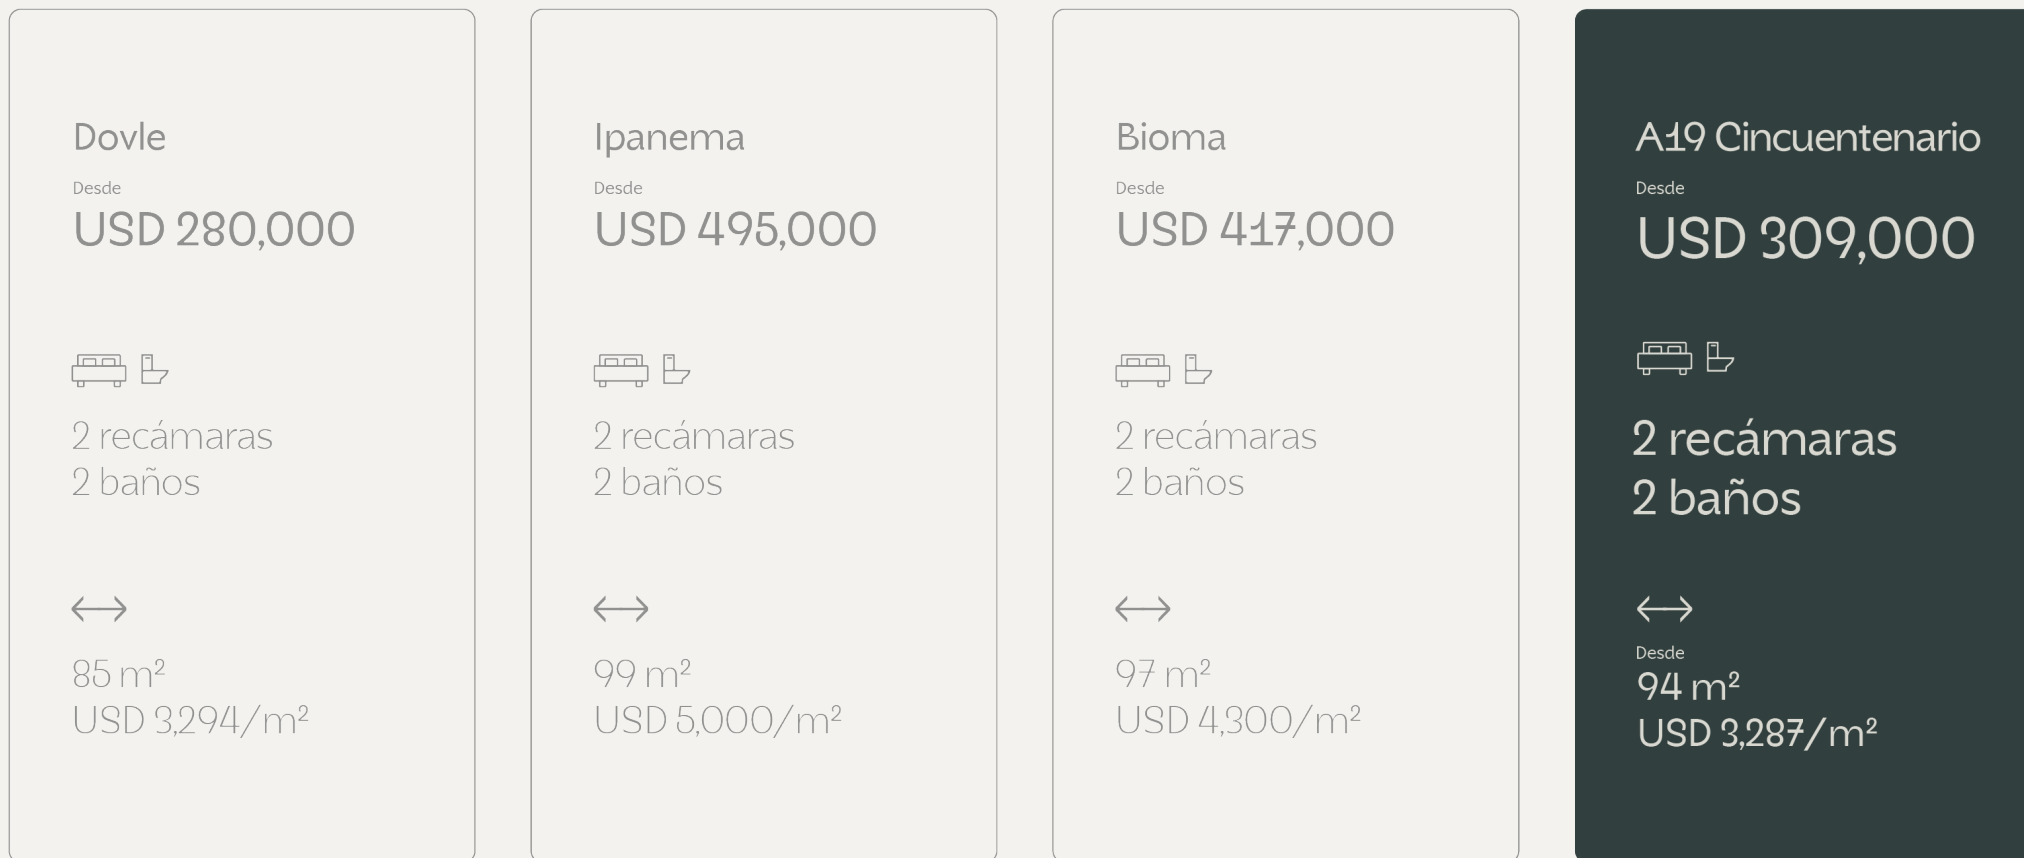 Dovle
Desde
USD 280,000
2 recámaras
2 baños
85 m²
USD 3,294/m²
Ipanema
Desde
USD 495,000
2 recámaras
2 baños
99 m²
USD 5,000/m²
Bioma
Desde
USD 417,000
2 recámaras
2 baños
97 m²
USD 4,300/m²
A19 Cincuentenario
Desde
USD 309,000
2 recámaras
2 baños
Desde
94 m²
USD 3,287/m²